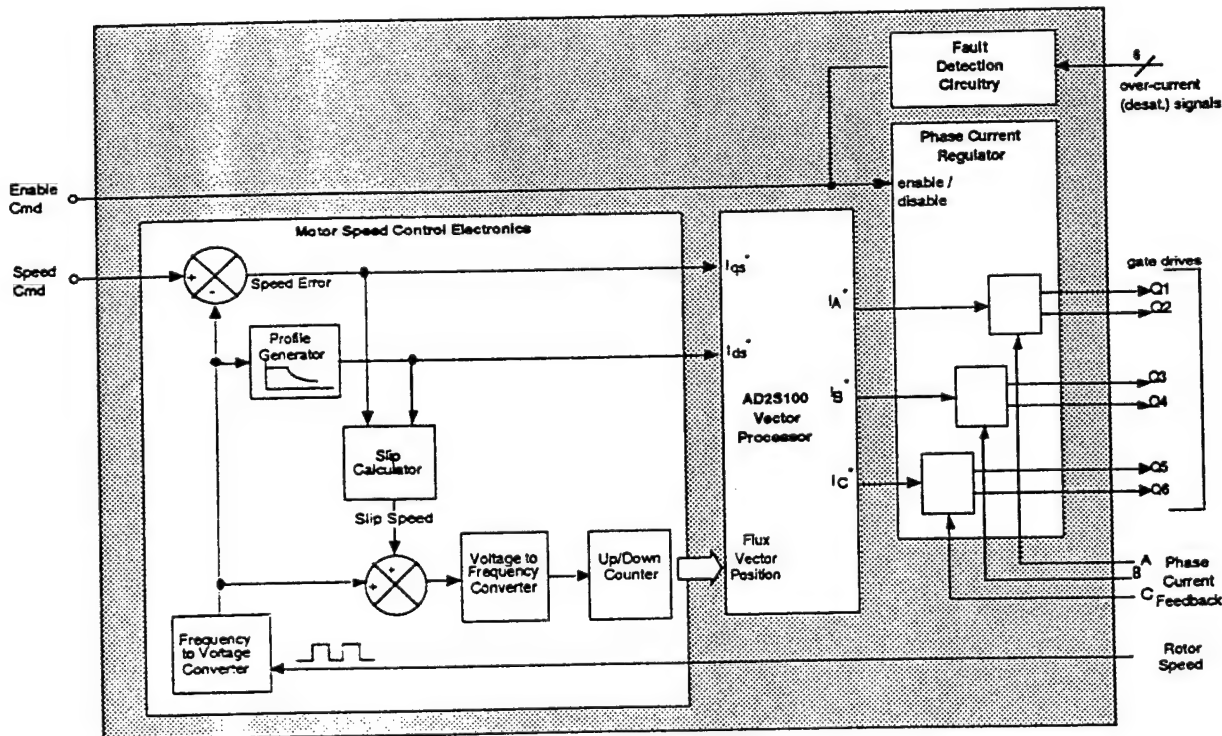 Fault
Detection
Circuitry
6
over-current
(desat.) signals
Phase Current
Regulator
Enable
Cmd
enable /
disable
Motor Speed Control Electronics
Speed
Cmd
+
-
Speed Error
Iqs*
gate drives
IA*
Q1
Q2
Profile
Generator
Ids*
AD2S100
Vector
Processor
IB*
Q3
Q4
Slip
Calculator
IC*
Q5
Q6
Slip Speed
+
+
Voltage to
Frequency
Converter
Up/Down
Counter
Flux
Vector
Position
A Phase
B Current
C Feedback
Frequency
to Voltage
Converter
Rotor
Speed